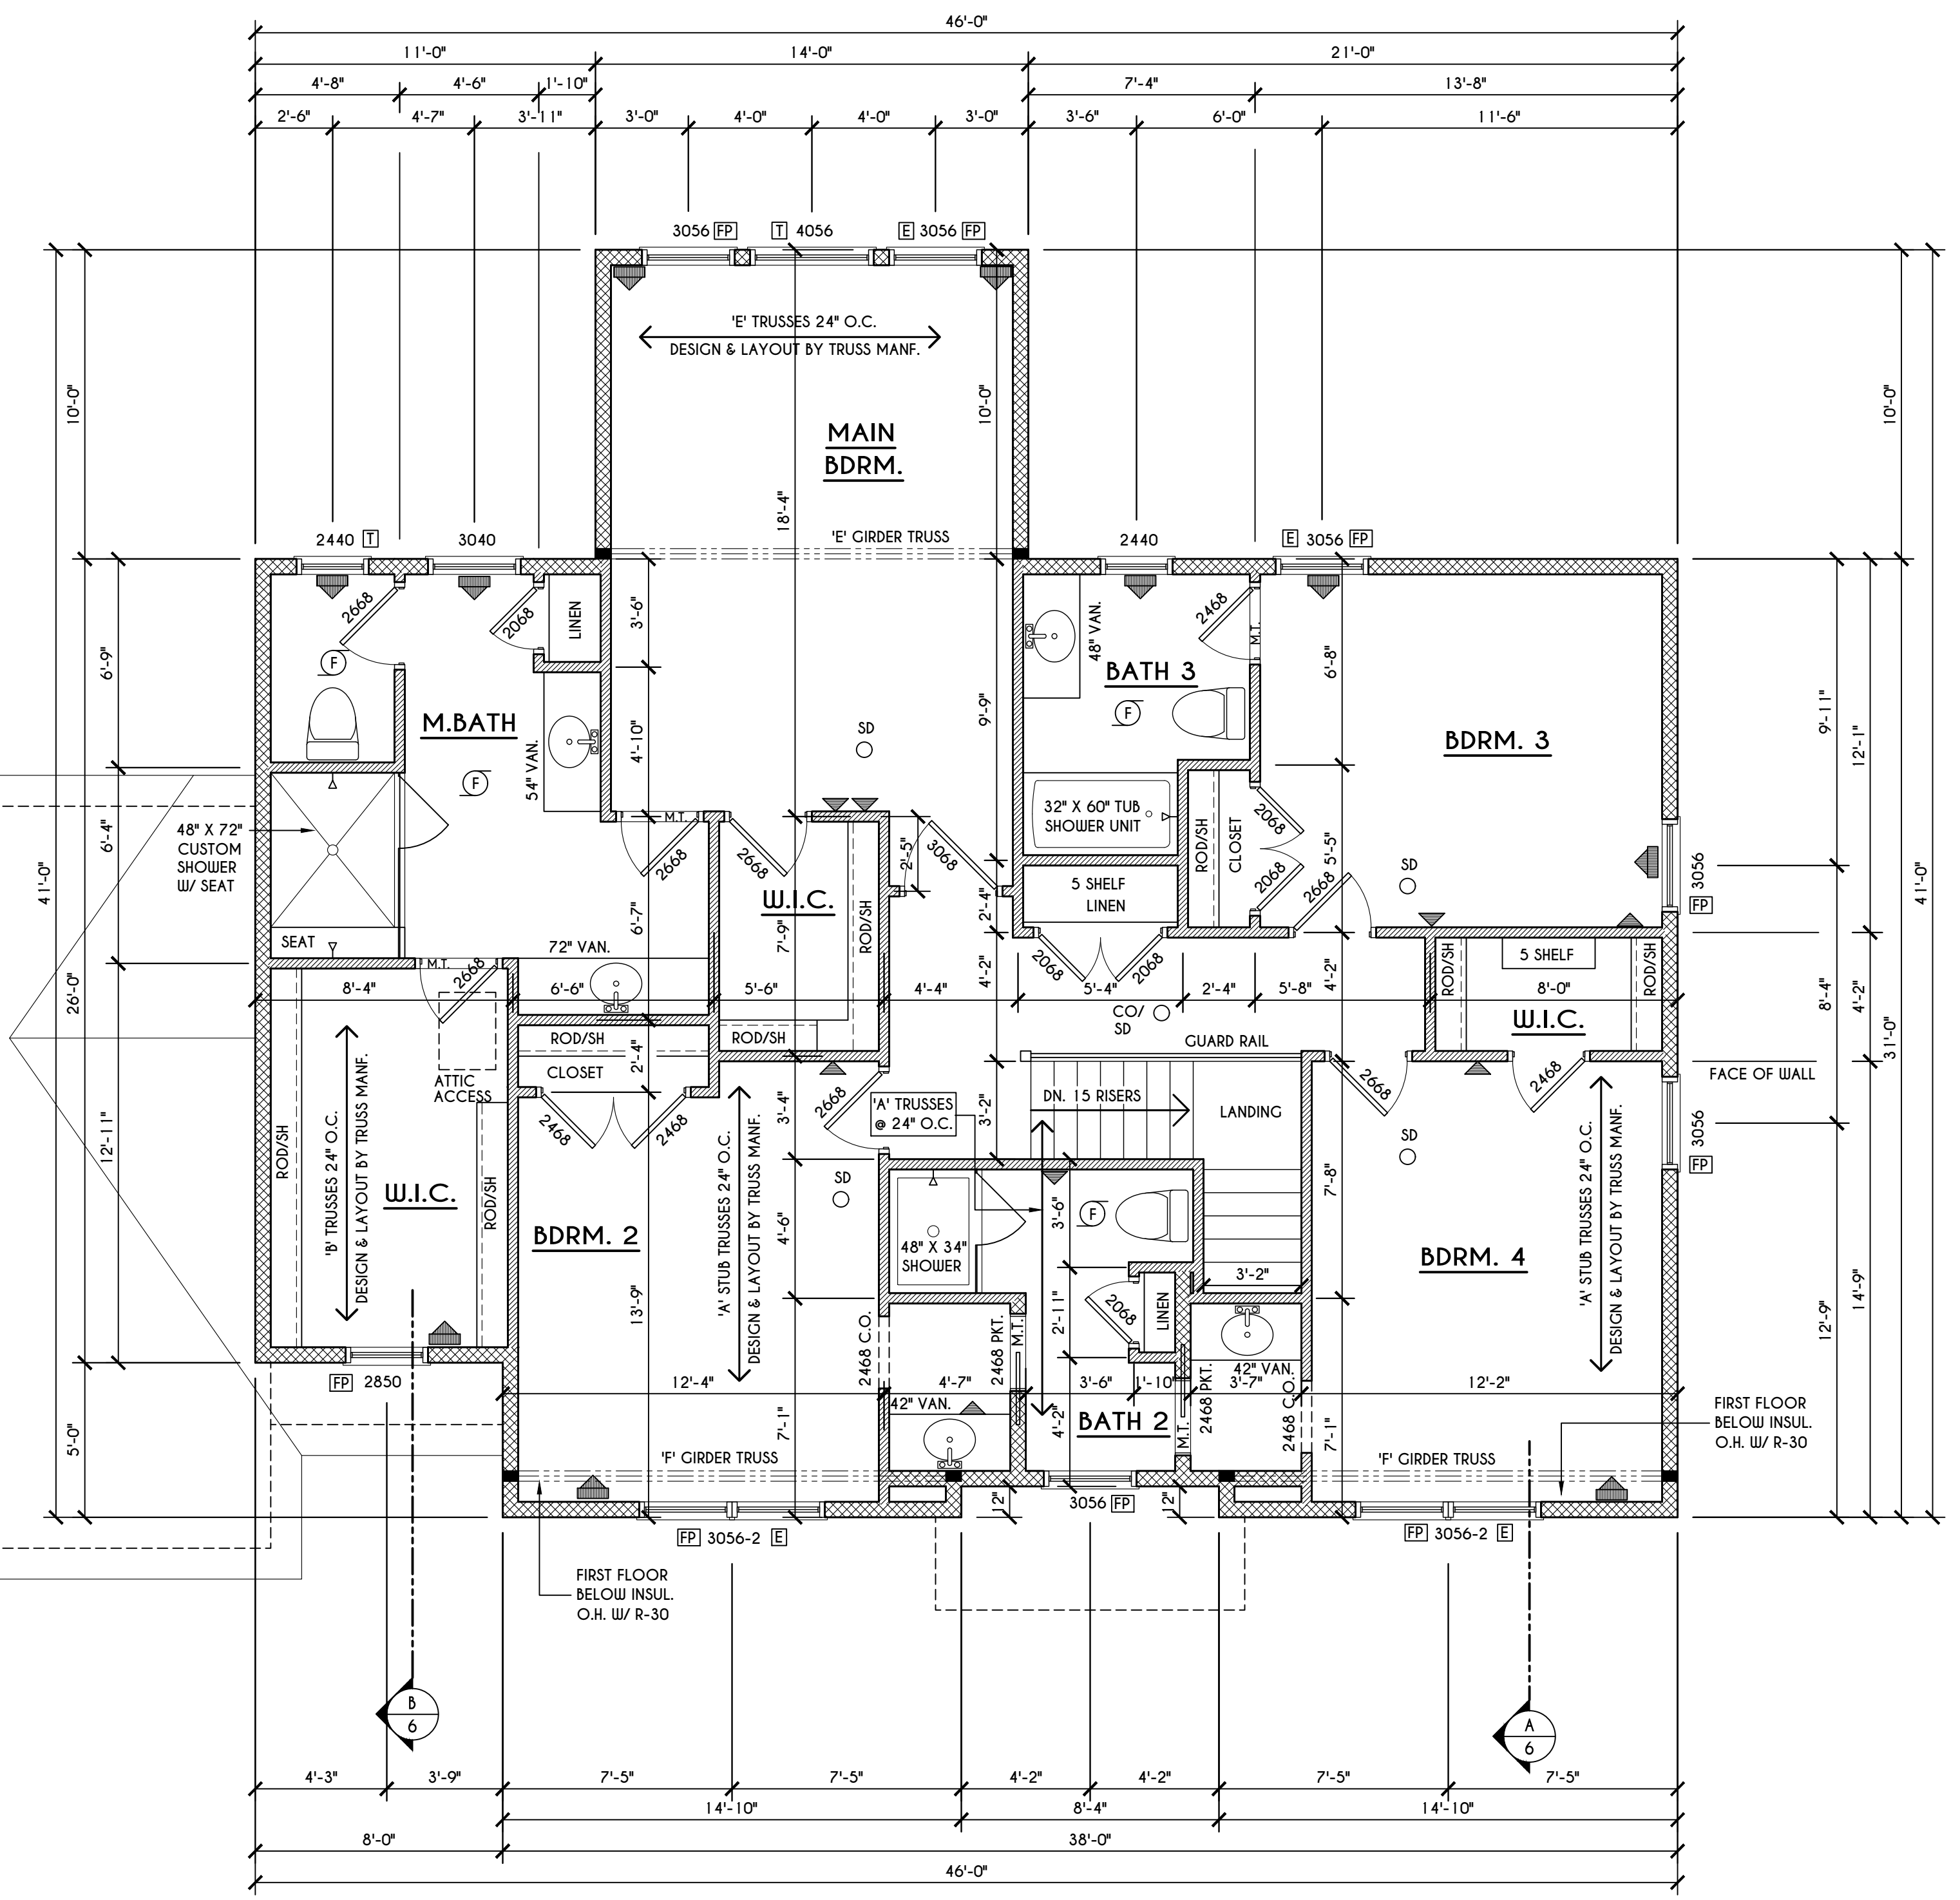 46'-0"
11'-0" 14'-0" 21'-0"
4'-8" 4'-6" 1'-10" 7'-4" 13'-8"
2'-6" 4'-7" 3'-11" 3'-0" 4'-0" 4'-0" 3'-0" 3'-6" 6'-0" 11'-6"
3056 FP T 4056 E 3056 FP
'E' TRUSSES 24" O.C.
DESIGN & LAYOUT BY TRUSS MANF.
10'-0" 10'-0" 10'-0"
MAIN
BDRM.
18'-4"
'E' GIRDER TRUSS
2440 T 3040 2440 E 3056 FP
2668 2068 LINEN 3'-6" 48" VAN. 2468 M.T.
F
6'-9" M.BATH 4'-10" 9'-9" BATH 3 6'-8" 9'-11" 12'-1"
F
SD
BDRM. 3
F 54" VAN.
M.T.
48" X 72"
CUSTOM
SHOWER
W/ SEAT
6'-4" 41'-0" 41'-0"
2668 2668 2'-5" 3068
32" X 60" TUB
SHOWER UNIT
ROD/SH CLOSET 2068 2068 5'-5" 2668
SD
3056
FP
W.I.C.
ROD/SH
7'-9"
6'-7"
5 SHELF
LINEN
2'-4"
SEAT
72" VAN.
M.T. 2668
4'-2" 2068 2068 4'-2"
ROD/SH 5 SHELF ROD/SH
8'-4" 6'-6" 5'-6" 4'-4" 5'-4" 2'-4" 5'-8" 8'-0"
26'-0" 8'-4" 4'-2" 31'-0"
CO/
SD
W.I.C.
ROD/SH ROD/SH 2'-4"
GUARD RAIL
CLOSET
ATTIC
ACCESS
FACE OF WALL
2668 2668 2468
'A' TRUSSES
@ 24" O.C.
DN. 15 RISERS
LANDING
3'-4" 3'-2"
2468 2468
3056
FP
SD
12'-11"
ROD/SH
'B' TRUSSES 24" O.C.
DESIGN & LAYOUT BY TRUSS MANF.
W.I.C.
ROD/SH
BDRM. 2
'A' STUB TRUSSES 24" O.C.
DESIGN & LAYOUT BY TRUSS MANF.
SD
4'-6" 3'-6" F 7'-8"
48" X 34"
SHOWER
BDRM. 4
'A' STUB TRUSSES 24" O.C.
DESIGN & LAYOUT BY TRUSS MANF.
3'-2"
13'-9" 12'-9" 14'-9"
2'-11" 2068 LINEN
2468 C.O. 2468 PKT. M.T.
42" VAN.
FP 2850
12'-4" 4'-7" 3'-6" 1'-10" 3'-7" 12'-2"
42" VAN.
2468 PKT. M.T. 2468 C.O.
5'-0" 7'-1" 4'-2" BATH 2 7'-1"
FIRST FLOOR
BELOW INSUL.
O.H. W/ R-30
'F' GIRDER TRUSS 'F' GIRDER TRUSS
12" 3056 FP 12"
FP 3056-2 E FP 3056-2 E
FIRST FLOOR
BELOW INSUL.
O.H. W/ R-30
B
6
A
6
4'-3" 3'-9" 7'-5" 7'-5" 4'-2" 4'-2" 7'-5" 7'-5"
14'-10" 8'-4" 14'-10"
8'-0" 38'-0"
46'-0"